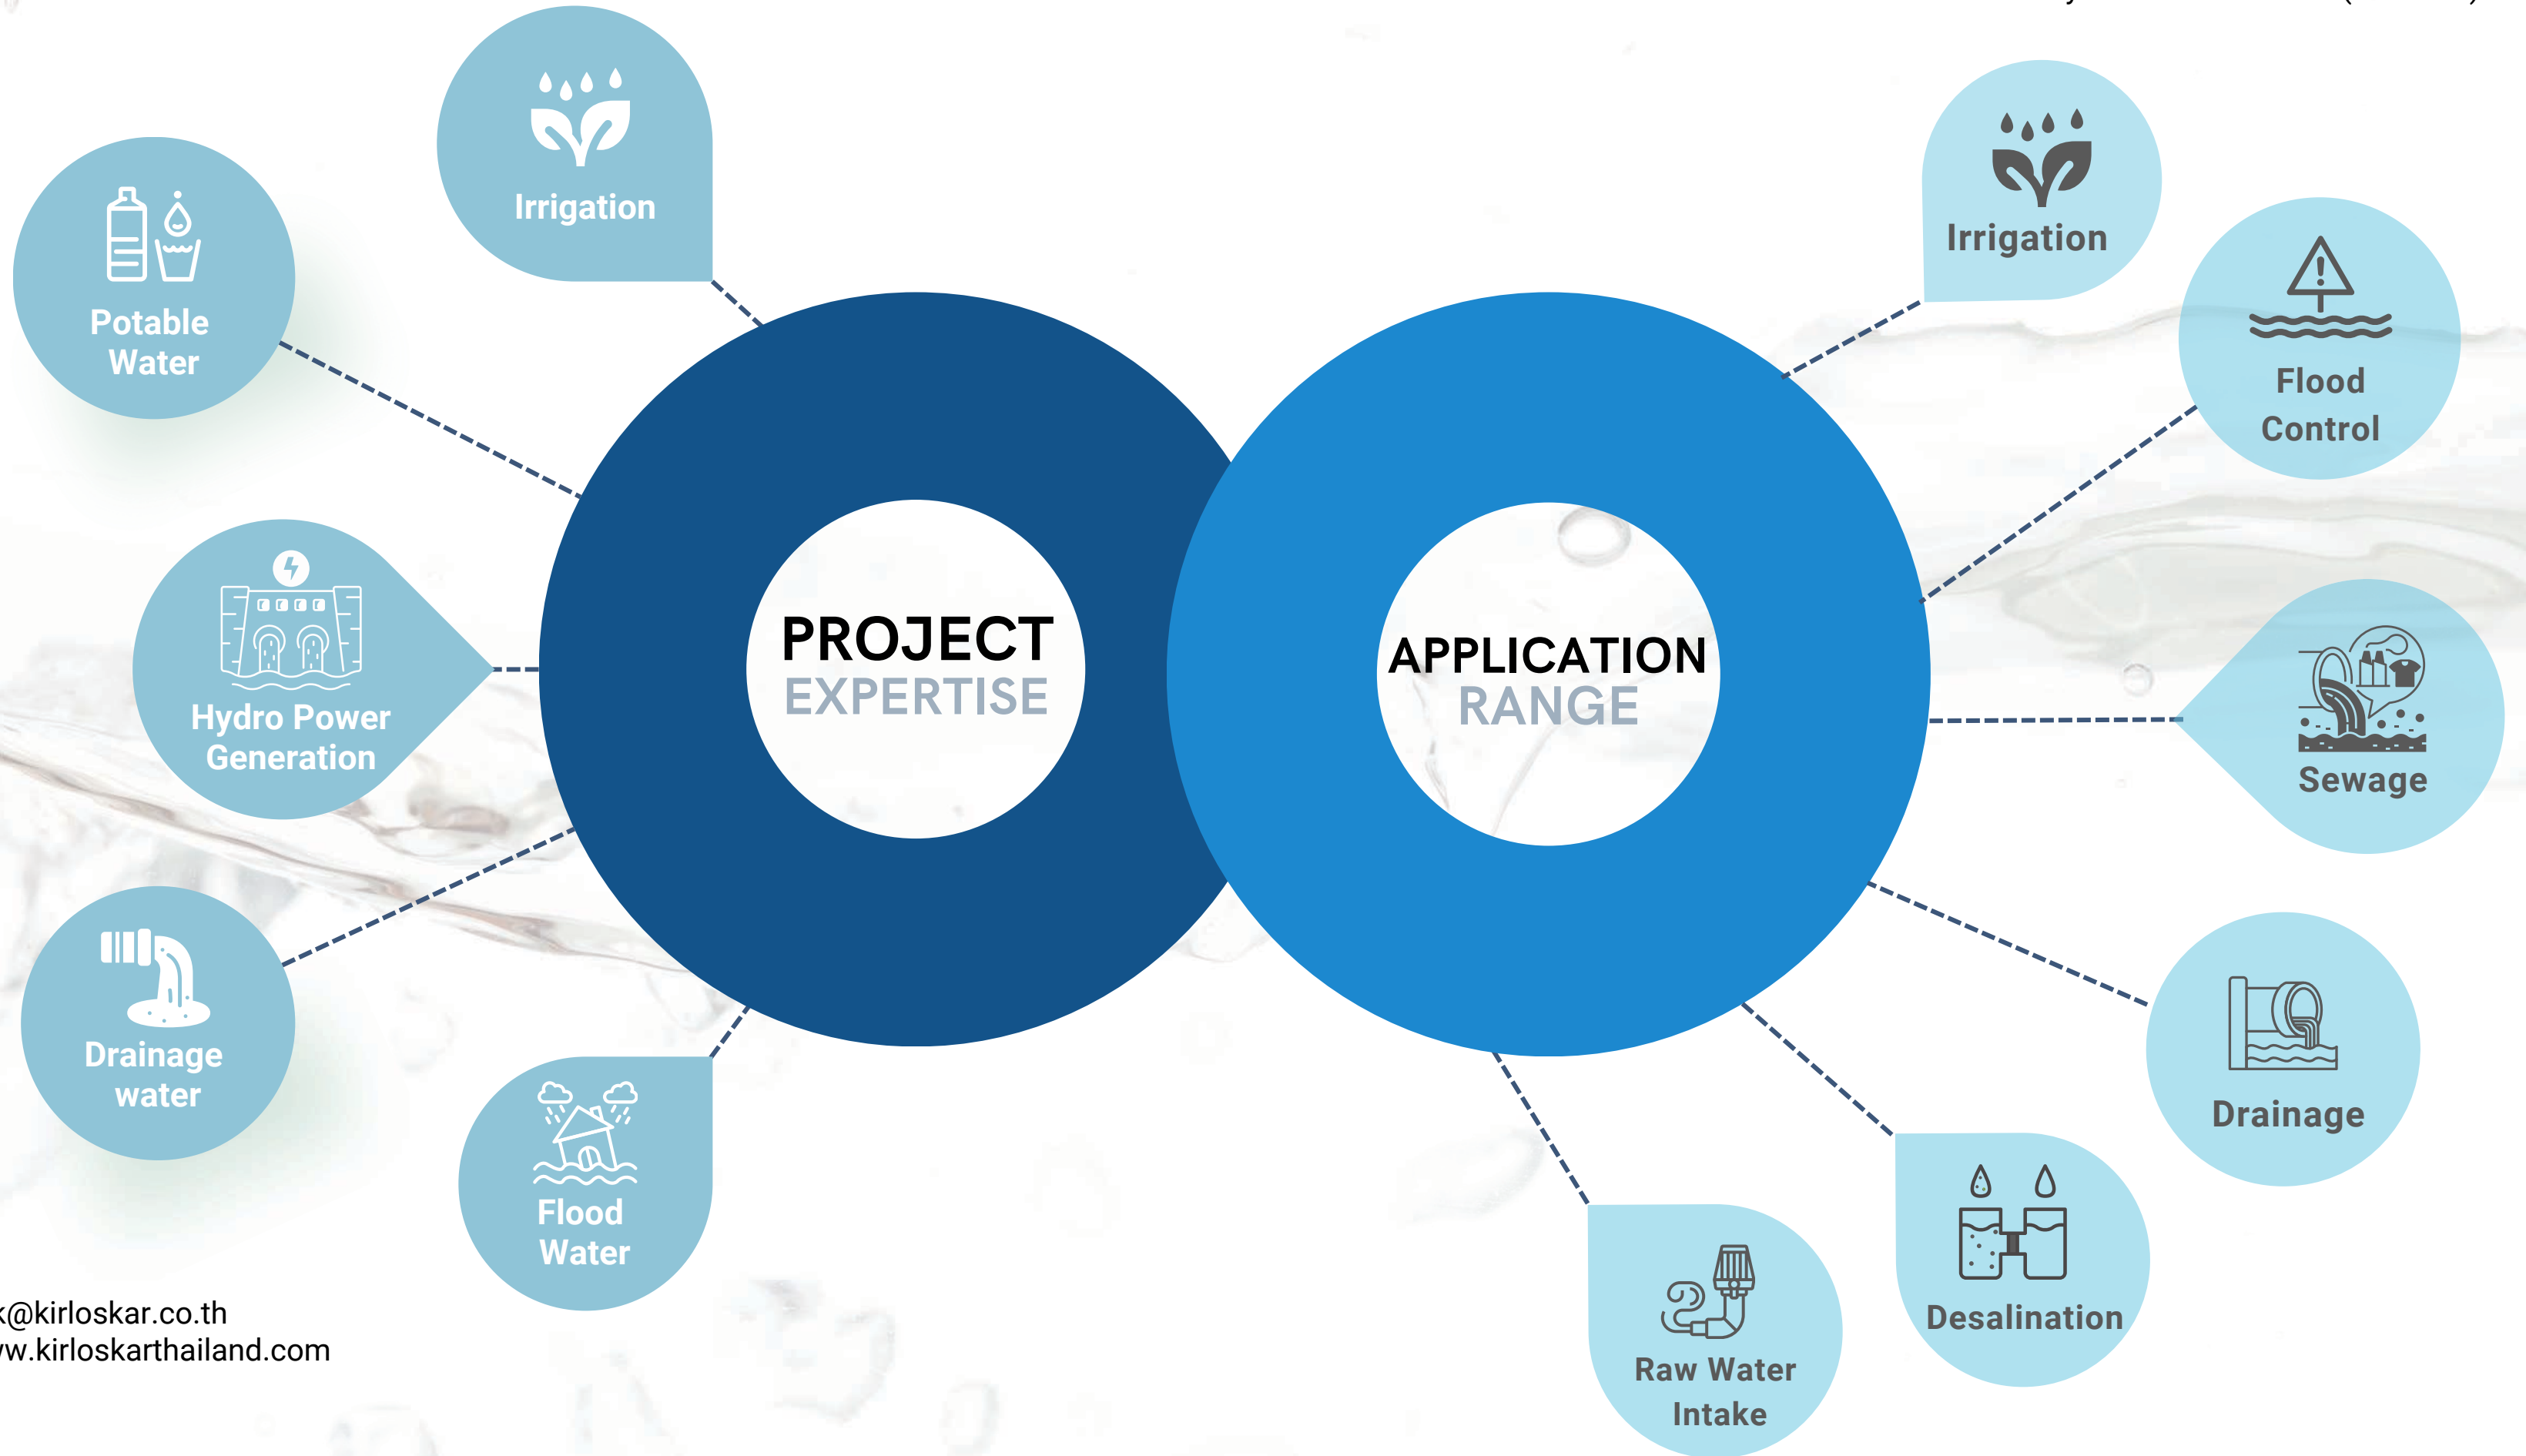 Irrigation
Potable
Water
Hydro Power
Generation
Drainage
water
Flood
Water
PROJECT
EXPERTISE
APPLICATION
RANGE
Irrigation
Flood
Control
Sewage
Drainage
Desalination
Raw Water
Intake
k@kirloskar.co.th
w.kirloskarthailand.com